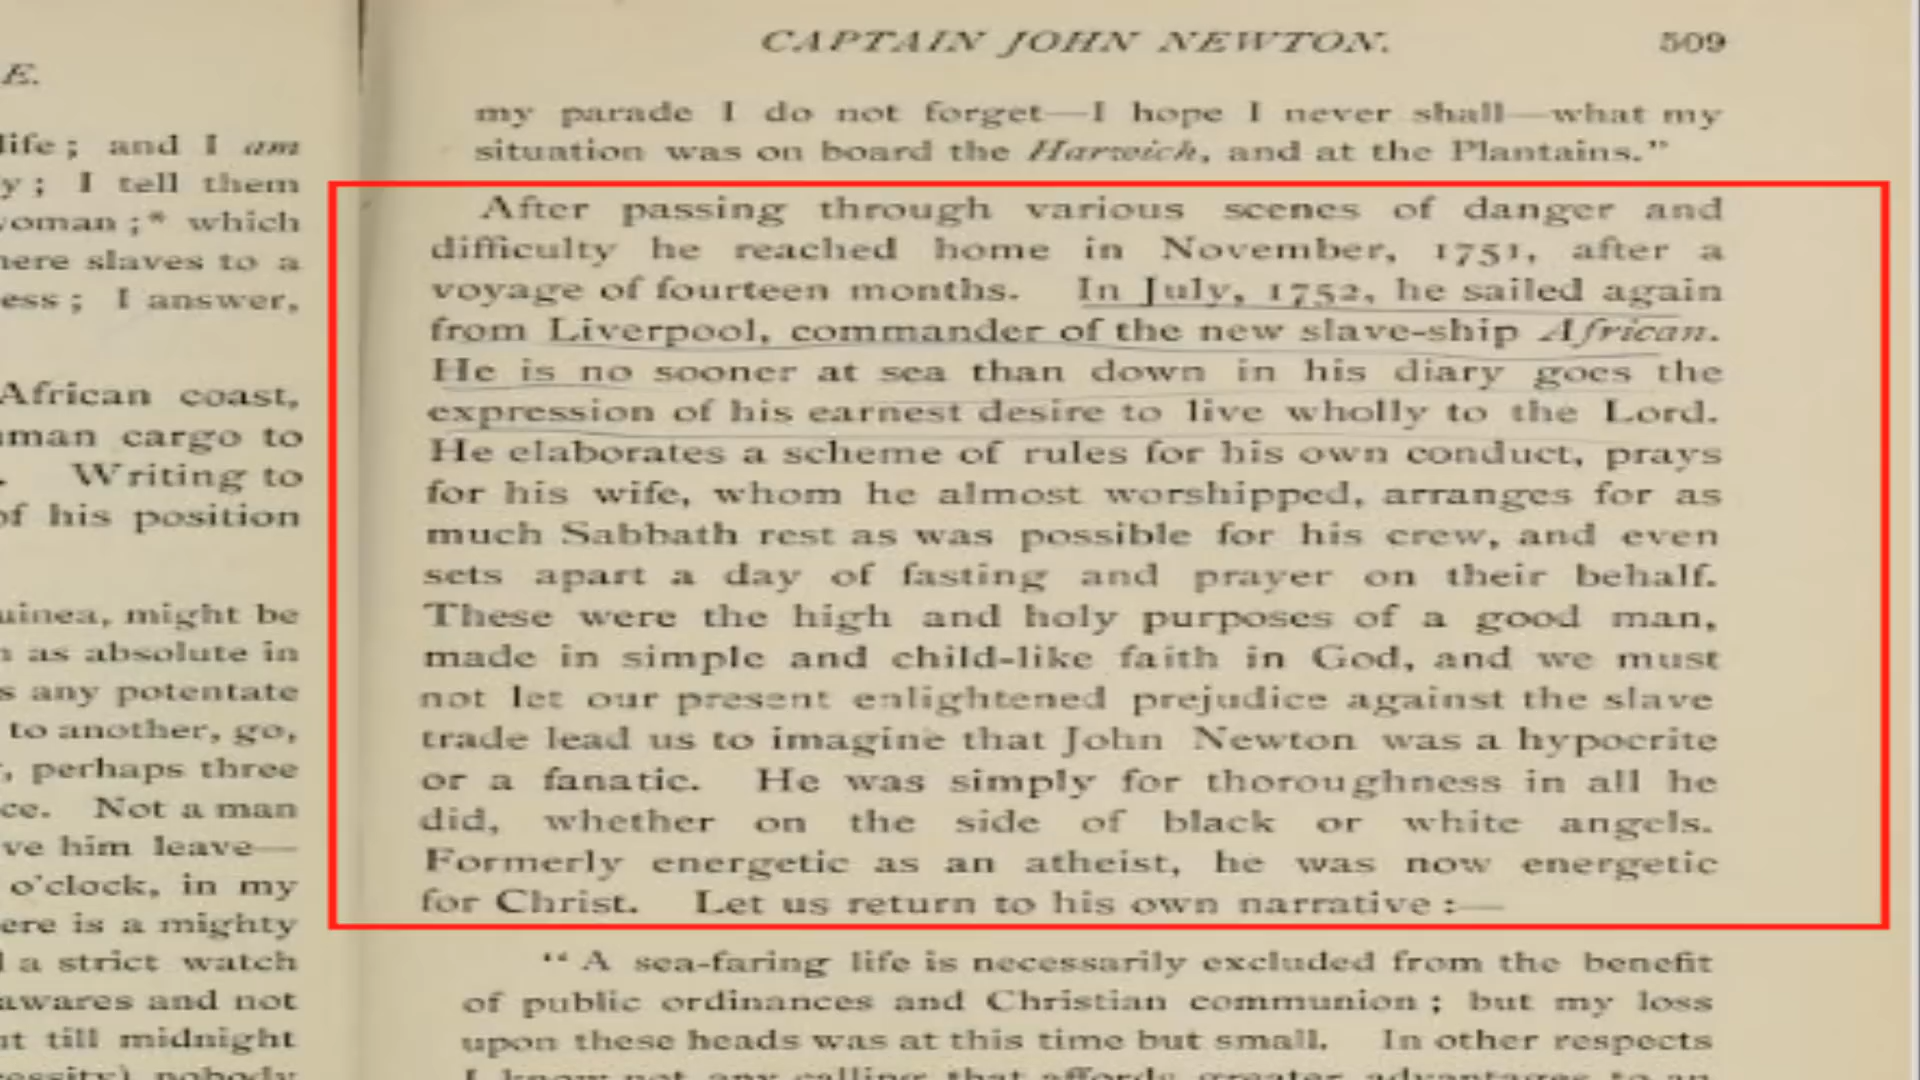 E.
life; and I am
y; I tell them
woman;* which
here slaves to a
ess; I answer,
African coast,
man cargo to
. Writing to
of his position
uinea, might be
n as absolute in
s any potentate
to another, go,
, perhaps three
ce. Not a man
ve him leave—
o'clock, in my
ere is a mighty
l a strict watch
awares and not
nt till midnight
cessity) nobody
CAPTAIN JOHN NEWTON. 509
my parade I do not forget—I hope I never shall—what my
situation was on board the Harwich, and at the Plantains."
After passing through various scenes of danger and
difficulty he reached home in November, 1751, after a
voyage of fourteen months. In July, 1752, he sailed again
from Liverpool, commander of the new slave-ship African.
He is no sooner at sea than down in his diary goes the
expression of his earnest desire to live wholly to the Lord.
He elaborates a scheme of rules for his own conduct, prays
for his wife, whom he almost worshipped, arranges for as
much Sabbath rest as was possible for his crew, and even
sets apart a day of fasting and prayer on their behalf.
These were the high and holy purposes of a good man,
made in simple and child-like faith in God, and we must
not let our present enlightened prejudice against the slave
trade lead us to imagine that John Newton was a hypocrite
or a fanatic. He was simply for thoroughness in all he
did, whether on the side of black or white angels.
Formerly energetic as an atheist, he was now energetic
for Christ. Let us return to his own narrative:—
"A sea-faring life is necessarily excluded from the benefit
of public ordinances and Christian communion; but my loss
upon these heads was at this time but small. In other respects
I know not any calling that affords greater advantages to an